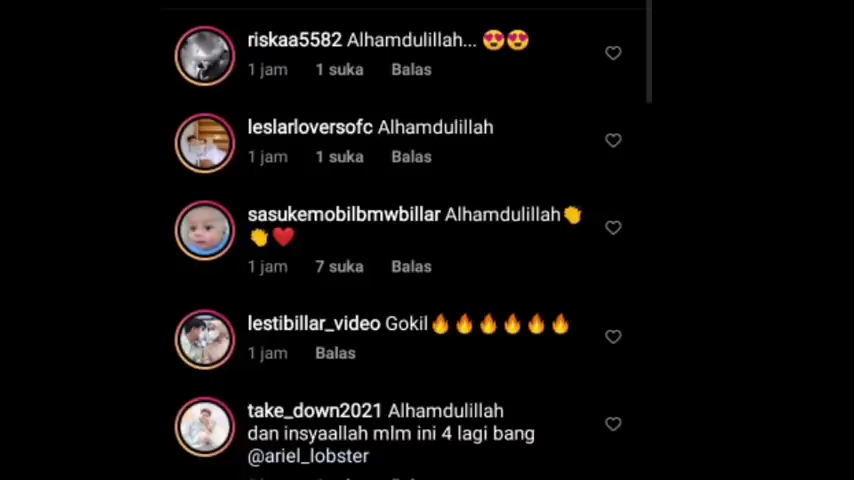 riskaa5582 Alhamdulillah... 😍😍
1 jam 1 suka Balas
leslarloversofc Alhamdulillah
1 jam 1 suka Balas
sasukemobilbmwbillar Alhamdulillah👏
👏❤️
1 jam 7 suka Balas
lestibillar_video Gokil🔥🔥🔥🔥🔥🔥
1 jam Balas
take_down2021 Alhamdulillah
dan insyaallah mlm ini 4 lagi bang
@ariel_lobster